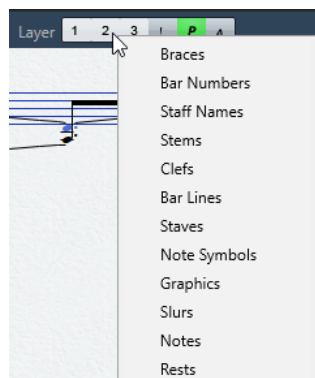 Layer 1 2 3 L P A
Braces
Bar Numbers
Staff Names
Stems
Clefs
Bar Lines
Staves
Note Symbols
Graphics
Slurs
Notes
Rests